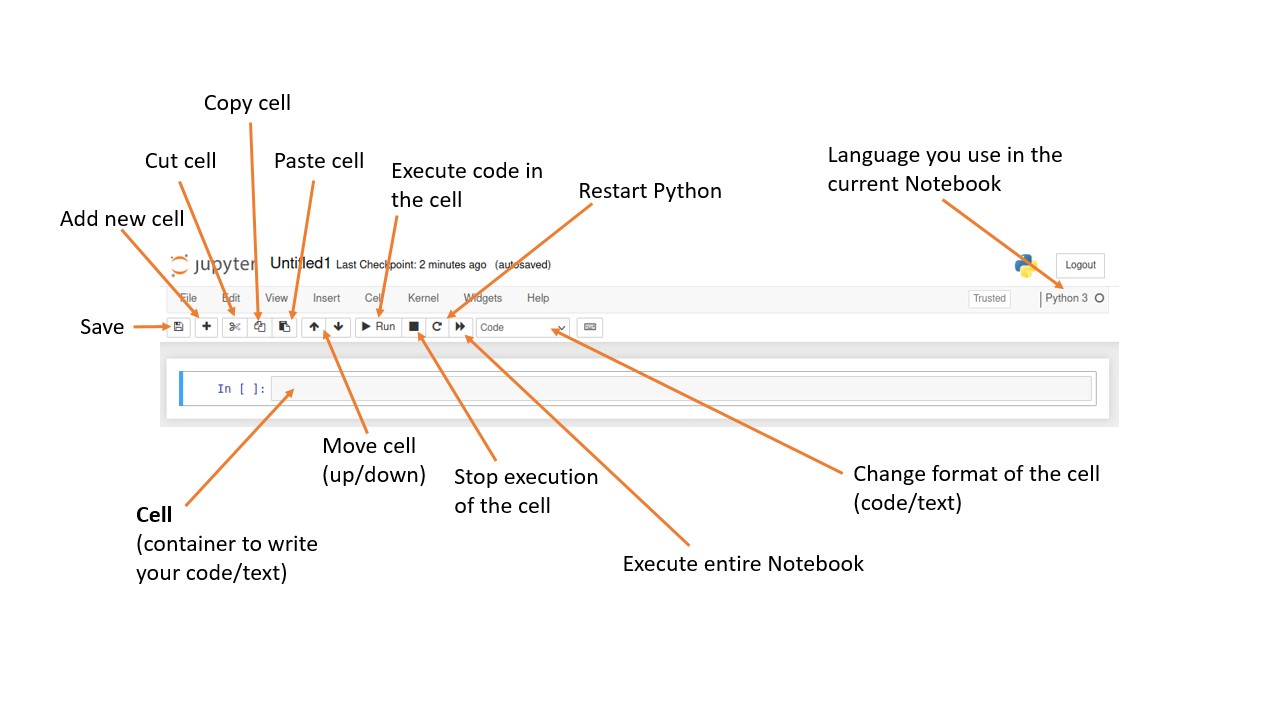 Copy cell
Cut cell
Paste cell
Execute code in
the cell
Restart Python
Language you use in the
current Notebook
Add new cell
jupyter
Untitled1 Last Checkpoint: 2 minutes ago (autosaved)
Logout
File Edit View Insert Cell Kernel Widgets Help
Trusted
Python 3
Save
Run
Code
In [ ]:
Move cell
(up/down)
Stop execution
of the cell
Change format of the cell
(code/text)
Cell
(container to write
your code/text)
Execute entire Notebook